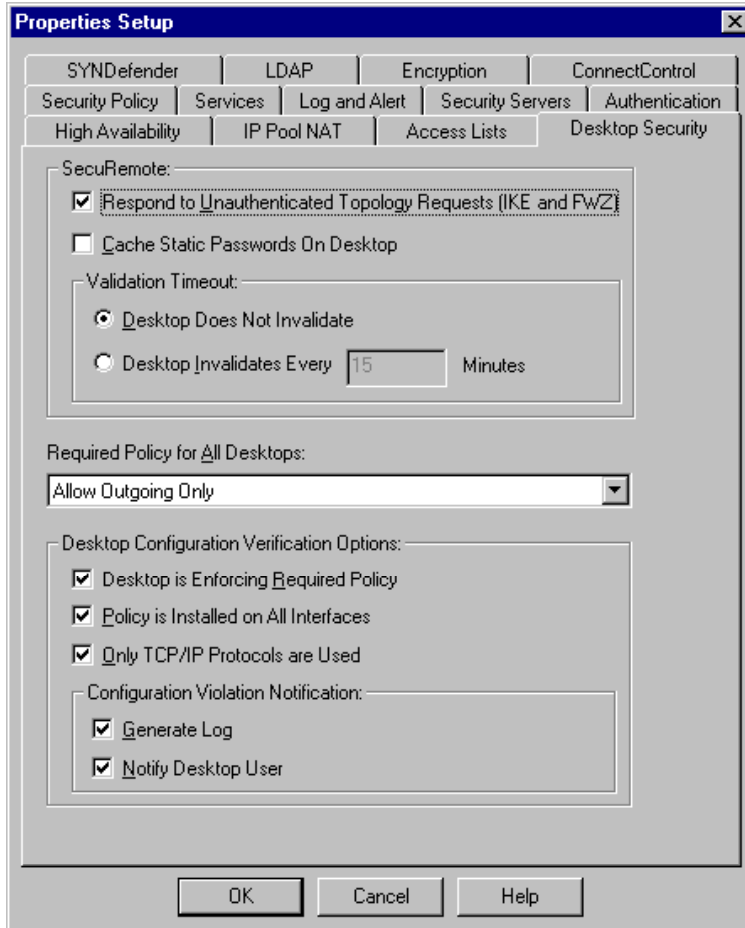 Properties Setup
SYNDefender LDAP Encryption ConnectControl
Security Policy Services Log and Alert Security Servers Authentication
High Availability IP Pool NAT Access Lists Desktop Security
SecuRemote:
Respond to Unauthenticated Topology Requests (IKE and FWZ)
Cache Static Passwords On Desktop
Validation Timeout:
Desktop Does Not Invalidate
Desktop Invalidates Every 15 Minutes
Required Policy for All Desktops:
Allow Outgoing Only
Desktop Configuration Verification Options:
Desktop is Enforcing Required Policy
Policy is Installed on All Interfaces
Only TCP/IP Protocols are Used
Configuration Violation Notification:
Generate Log
Notify Desktop User
OK Cancel Help